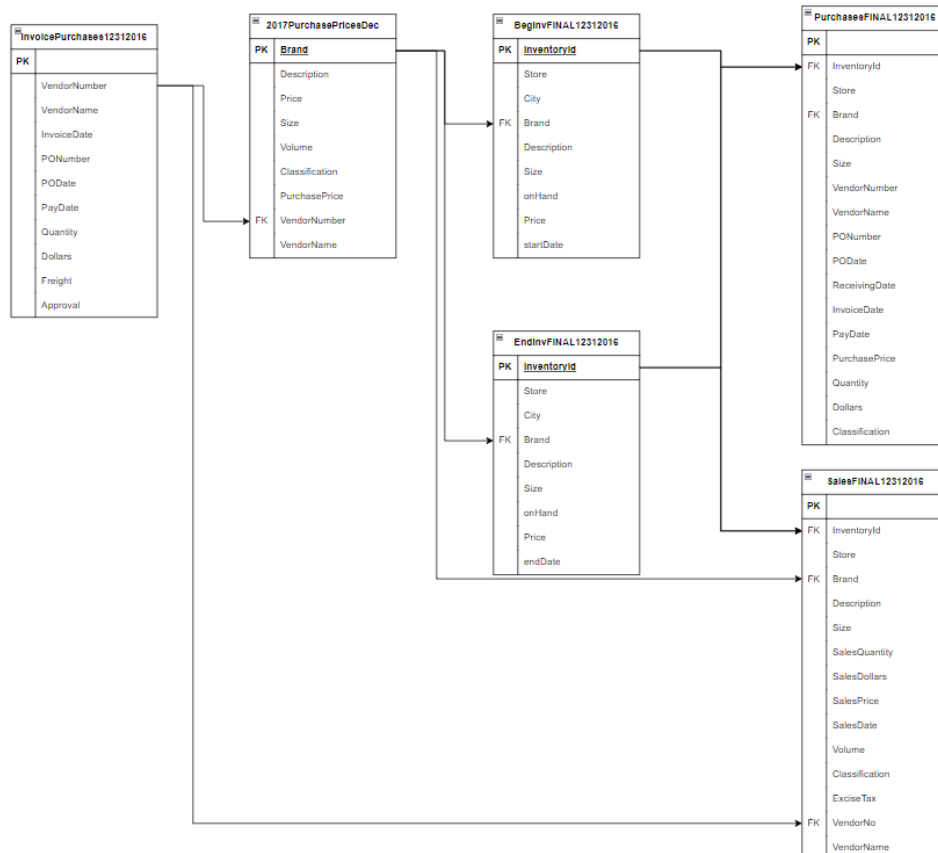 InvoicePurchases12312016
PK
VendorNumber
VendorName
InvoiceDate
PONumber
PODate
PayDate
Quantity
Dollars
Freight
Approval
2017PurchasePricesDec
PK Brand
Description
Price
Size
Volume
Classification
PurchasePrice
FK VendorNumber
VendorName
BegInvFINAL12312016
PK InventoryId
Store
City
FK Brand
Description
Size
onHand
Price
startDate
EndInvFINAL12312016
PK InventoryId
Store
City
FK Brand
Description
Size
onHand
Price
endDate
PurchasesFINAL12312016
PK
FK InventoryId
Store
FK Brand
Description
Size
VendorNumber
VendorName
PONumber
PODate
ReceivingDate
InvoiceDate
PayDate
PurchasePrice
Quantity
Dollars
Classification
SalesFINAL12312016
PK
FK InventoryId
Store
FK Brand
Description
Size
SalesQuantity
SalesDollars
SalesPrice
SalesDate
Volume
Classification
ExciseTax
FK VendorNo
VendorName